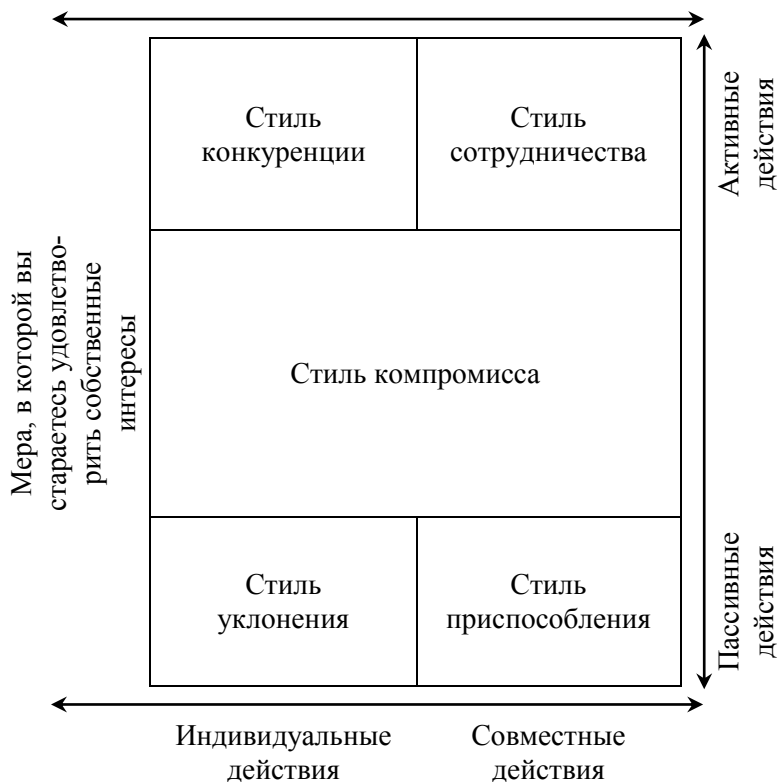 Стиль
конкуренции
Стиль
сотрудничества
Активные
действия
Мера, в которой вы
стараетесь удовлетво-
рить собственные
интересы
Стиль компромисса
Стиль
уклонения
Стиль
приспособления
Пассивные
действия
Индивидуальные
действия
Совместные
действия